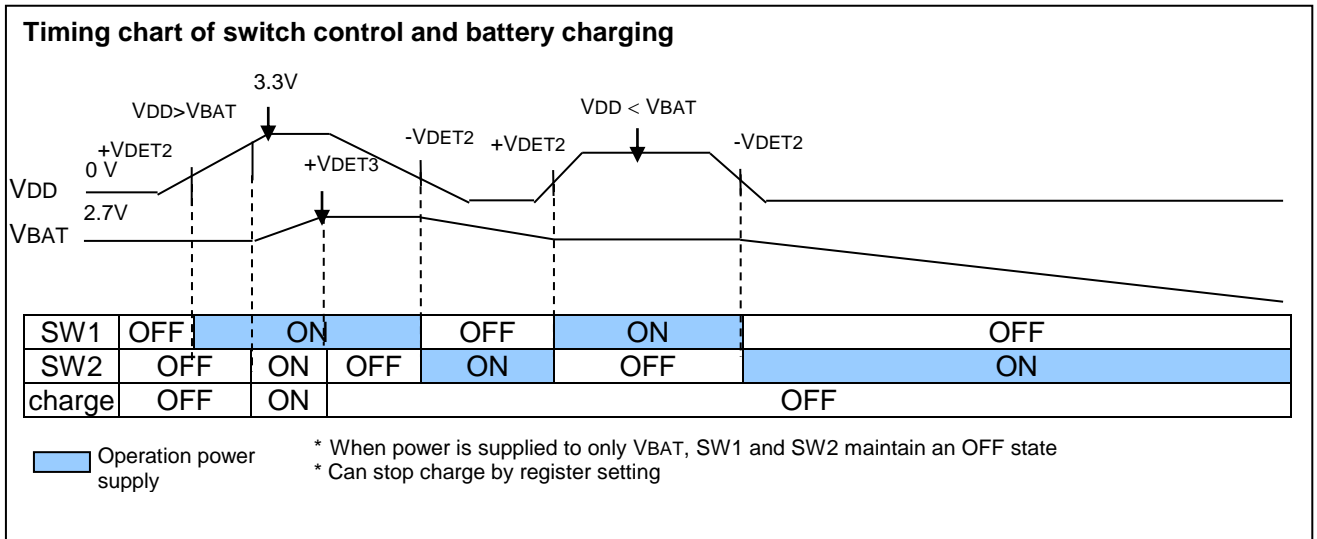 Timing chart of switch control and battery charging
3.3V
VDD>VBAT
VDD < VBAT
+VDET2
-VDET2
+VDET2
-VDET2
0 V
+VDET3
VDD
2.7V
VBAT
SW1 OFF ON OFF ON OFF
SW2 OFF ON OFF ON OFF ON
charge OFF ON OFF
Operation power
supply
* When power is supplied to only VBAT, SW1 and SW2 maintain an OFF state
* Can stop charge by register setting